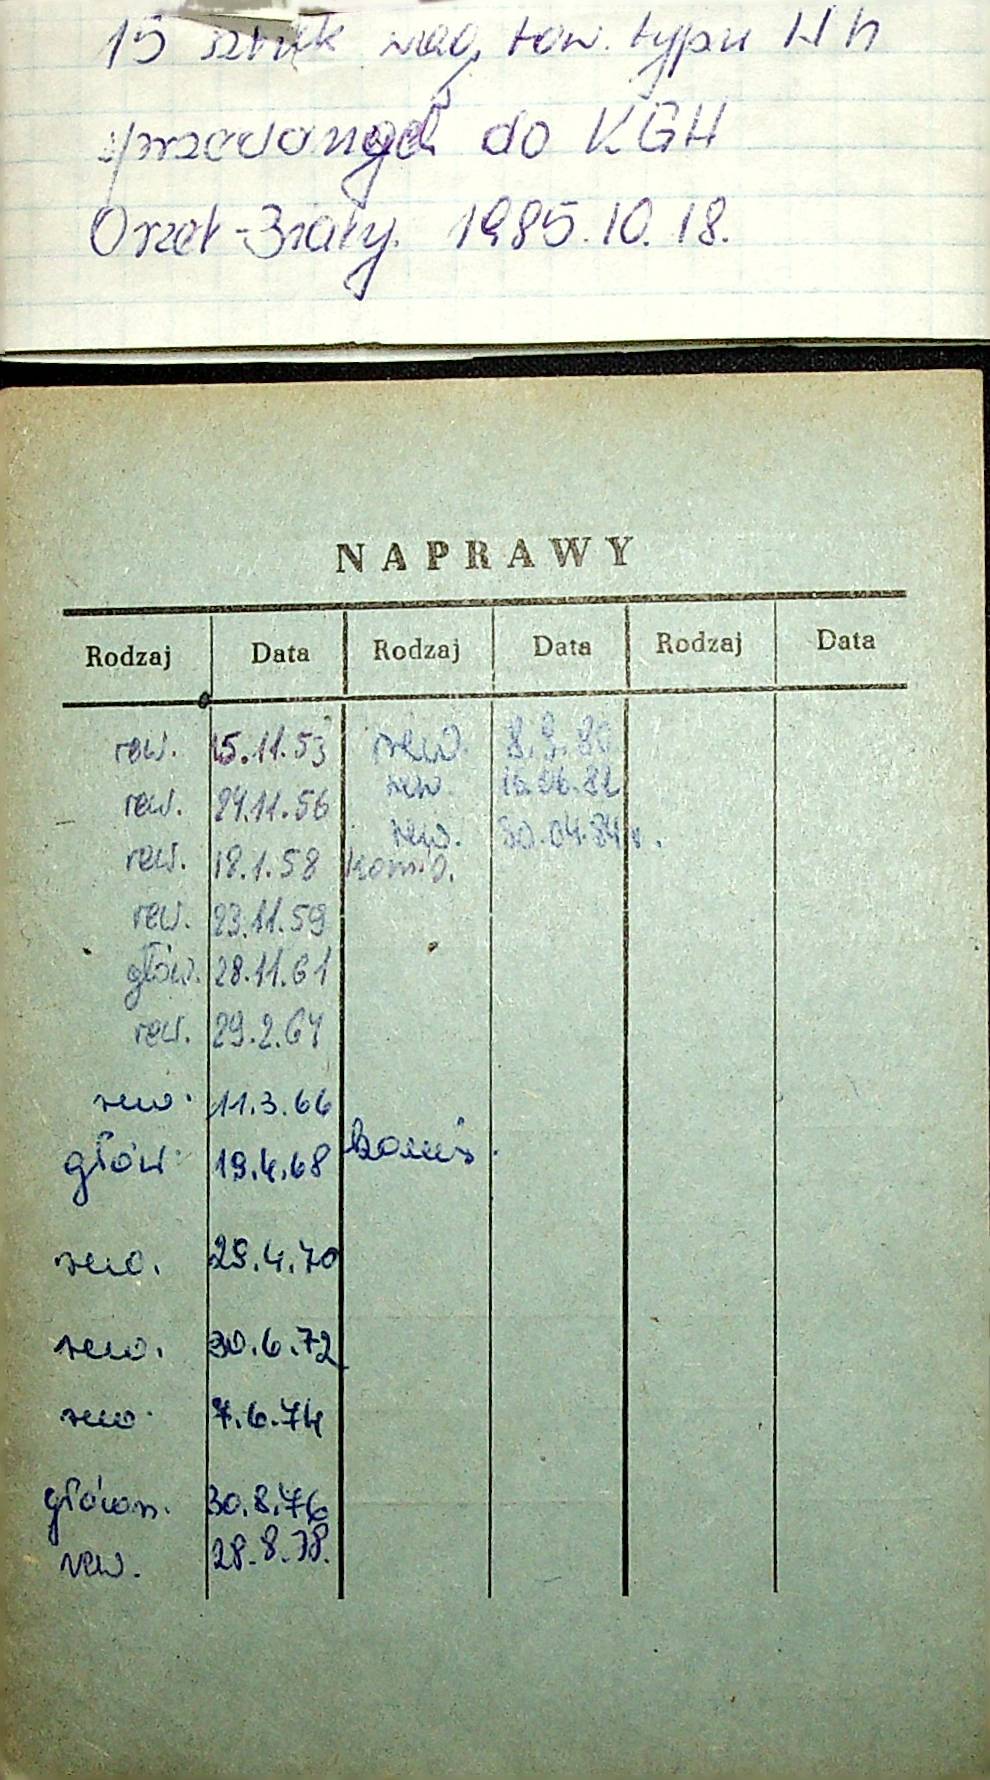 15 sztuk wag. tow. typu Wh
sprzedanych do KGH
Orzeł-Biały. 1985.10.18.
NAPRAWY
Rodzaj Data Rodzaj Data Rodzaj Data
rew. 15.11.53 rew. 8.9.80
rew. 24.11.56 rew. 16.06.82
rew. 18.1.58 komis. rew. 30.04.84 r.
rew. 23.11.59
głów. 28.11.61
rew. 29.2.64
rew. 11.3.66
głów. 19.4.68 komis.
rew. 29.4.70
rew. 30.6.72
rew. 7.6.74
główn. 30.8.76
rew. 28.8.78.